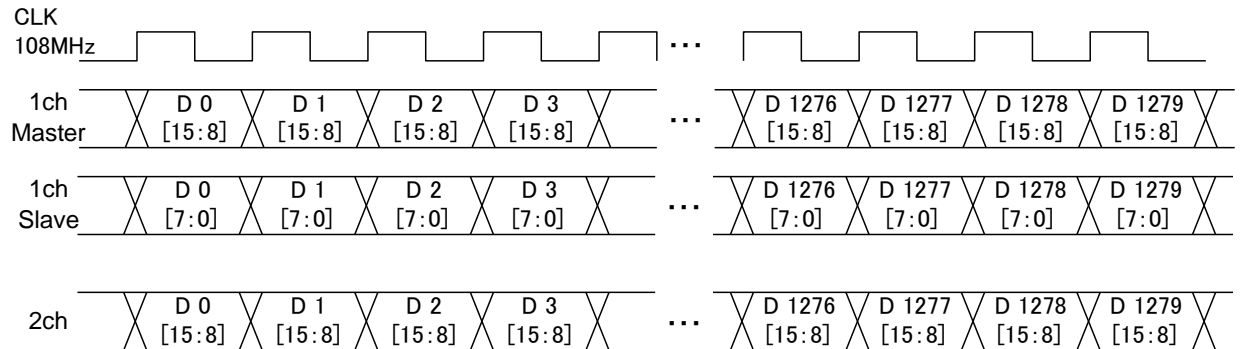 CLK
108MHz
...
1ch
Master
D 0 D 1 D 2 D 3 ... D 1276 D 1277 D 1278 D 1279
[15:8] [15:8] [15:8] [15:8] [15:8] [15:8] [15:8] [15:8]
1ch
Slave
D 0 D 1 D 2 D 3 ... D 1276 D 1277 D 1278 D 1279
[7:0] [7:0] [7:0] [7:0] [7:0] [7:0] [7:0] [7:0]
2ch
D 0 D 1 D 2 D 3 ... D 1276 D 1277 D 1278 D 1279
[15:8] [15:8] [15:8] [15:8] [15:8] [15:8] [15:8] [15:8]